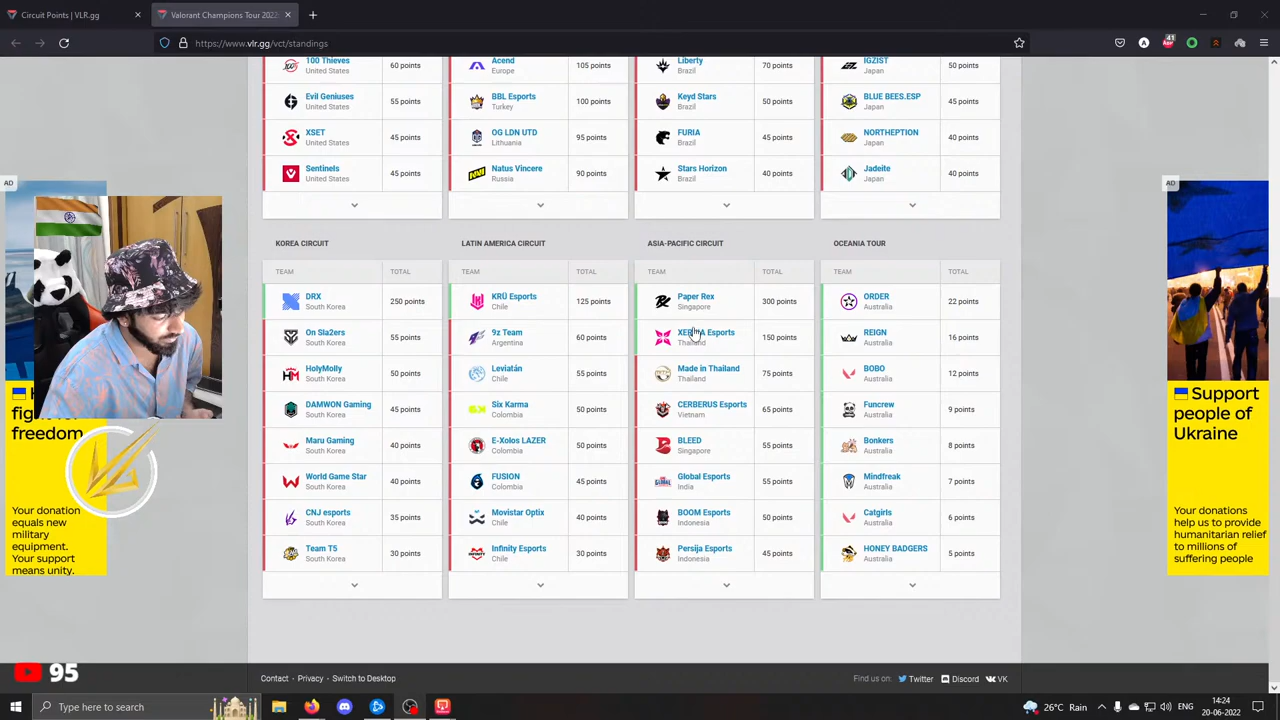 Circuit Points | VLR.gg
Valorant Champions Tour 2022:
https://www.vlr.gg/vct/standings
41
100 Thieves
United States
60 points
Acend
Europe
105 points
Liberty
Brazil
70 points
IGZIST
Japan
50 points
Evil Geniuses
United States
55 points
BBL Esports
Turkey
100 points
Keyd Stars
Brazil
50 points
BLUE BEES.ESP
Japan
45 points
XSET
United States
45 points
OG LDN UTD
Lithuania
95 points
FURIA
Brazil
45 points
NORTHEPTION
Japan
40 points
Sentinels
United States
45 points
Natus Vincere
Russia
90 points
Stars Horizon
Brazil
40 points
Jadeite
Japan
40 points
KOREA CIRCUIT
LATIN AMERICA CIRCUIT
ASIA-PACIFIC CIRCUIT
OCEANIA TOUR
TEAM TOTAL
TEAM TOTAL
TEAM TOTAL
TEAM TOTAL
DRX
South Korea
250 points
KRÜ Esports
Chile
125 points
Paper Rex
Singapore
300 points
ORDER
Australia
22 points
On Sla2ers
South Korea
55 points
9z Team
Argentina
60 points
Esports
Thailand
150 points
REIGN
Australia
16 points
HolyMolly
South Korea
50 points
Leviatán
Chile
55 points
Made in Thailand
Thailand
75 points
BOBO
Australia
12 points
DAMWON Gaming
South Korea
45 points
Six Karma
Colombia
50 points
CERBERUS Esports
Vietnam
65 points
Funcrew
Australia
9 points
Maru Gaming
South Korea
40 points
E-Xolos LAZER
Colombia
50 points
BLEED
Singapore
55 points
Bonkers
Australia
8 points
World Game Star
South Korea
40 points
FUSION
Colombia
45 points
Global Esports
India
55 points
Mindfreak
Australia
7 points
CNJ esports
South Korea
35 points
Movistar Optix
Chile
40 points
BOOM Esports
Indonesia
50 points
Catgirls
Australia
6 points
Team T5
South Korea
30 points
Infinity Esports
Chile
30 points
Persija Esports
Indonesia
45 points
HONEY BADGERS
Australia
5 points
AD
freedom
Your donation
equals new
military
equipment.
Your support
means unity.
AD
Support
people of
Ukraine
Your donations
help us to provide
humanitarian relief
to millions of
suffering people
95
Contact · Privacy · Switch to Desktop
Find us on: Twitter Discord VK
Type here to search
26°C Rain
ENG
14:24
20-06-2022